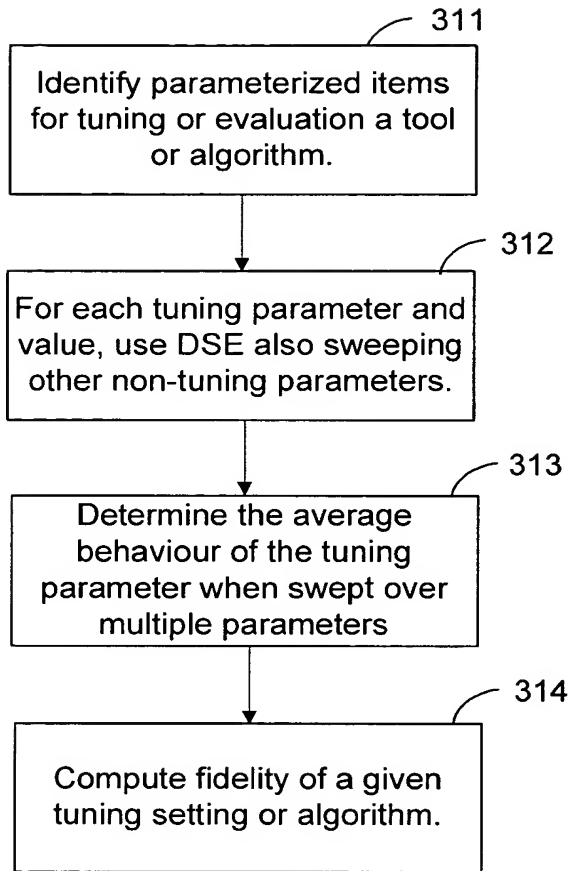 311
Identify parameterized items
for tuning or evaluation a tool
or algorithm.
312
For each tuning parameter and
value, use DSE also sweeping
other non-tuning parameters.
313
Determine the average
behaviour of the tuning
parameter when swept over
multiple parameters
314
Compute fidelity of a given
tuning setting or algorithm.